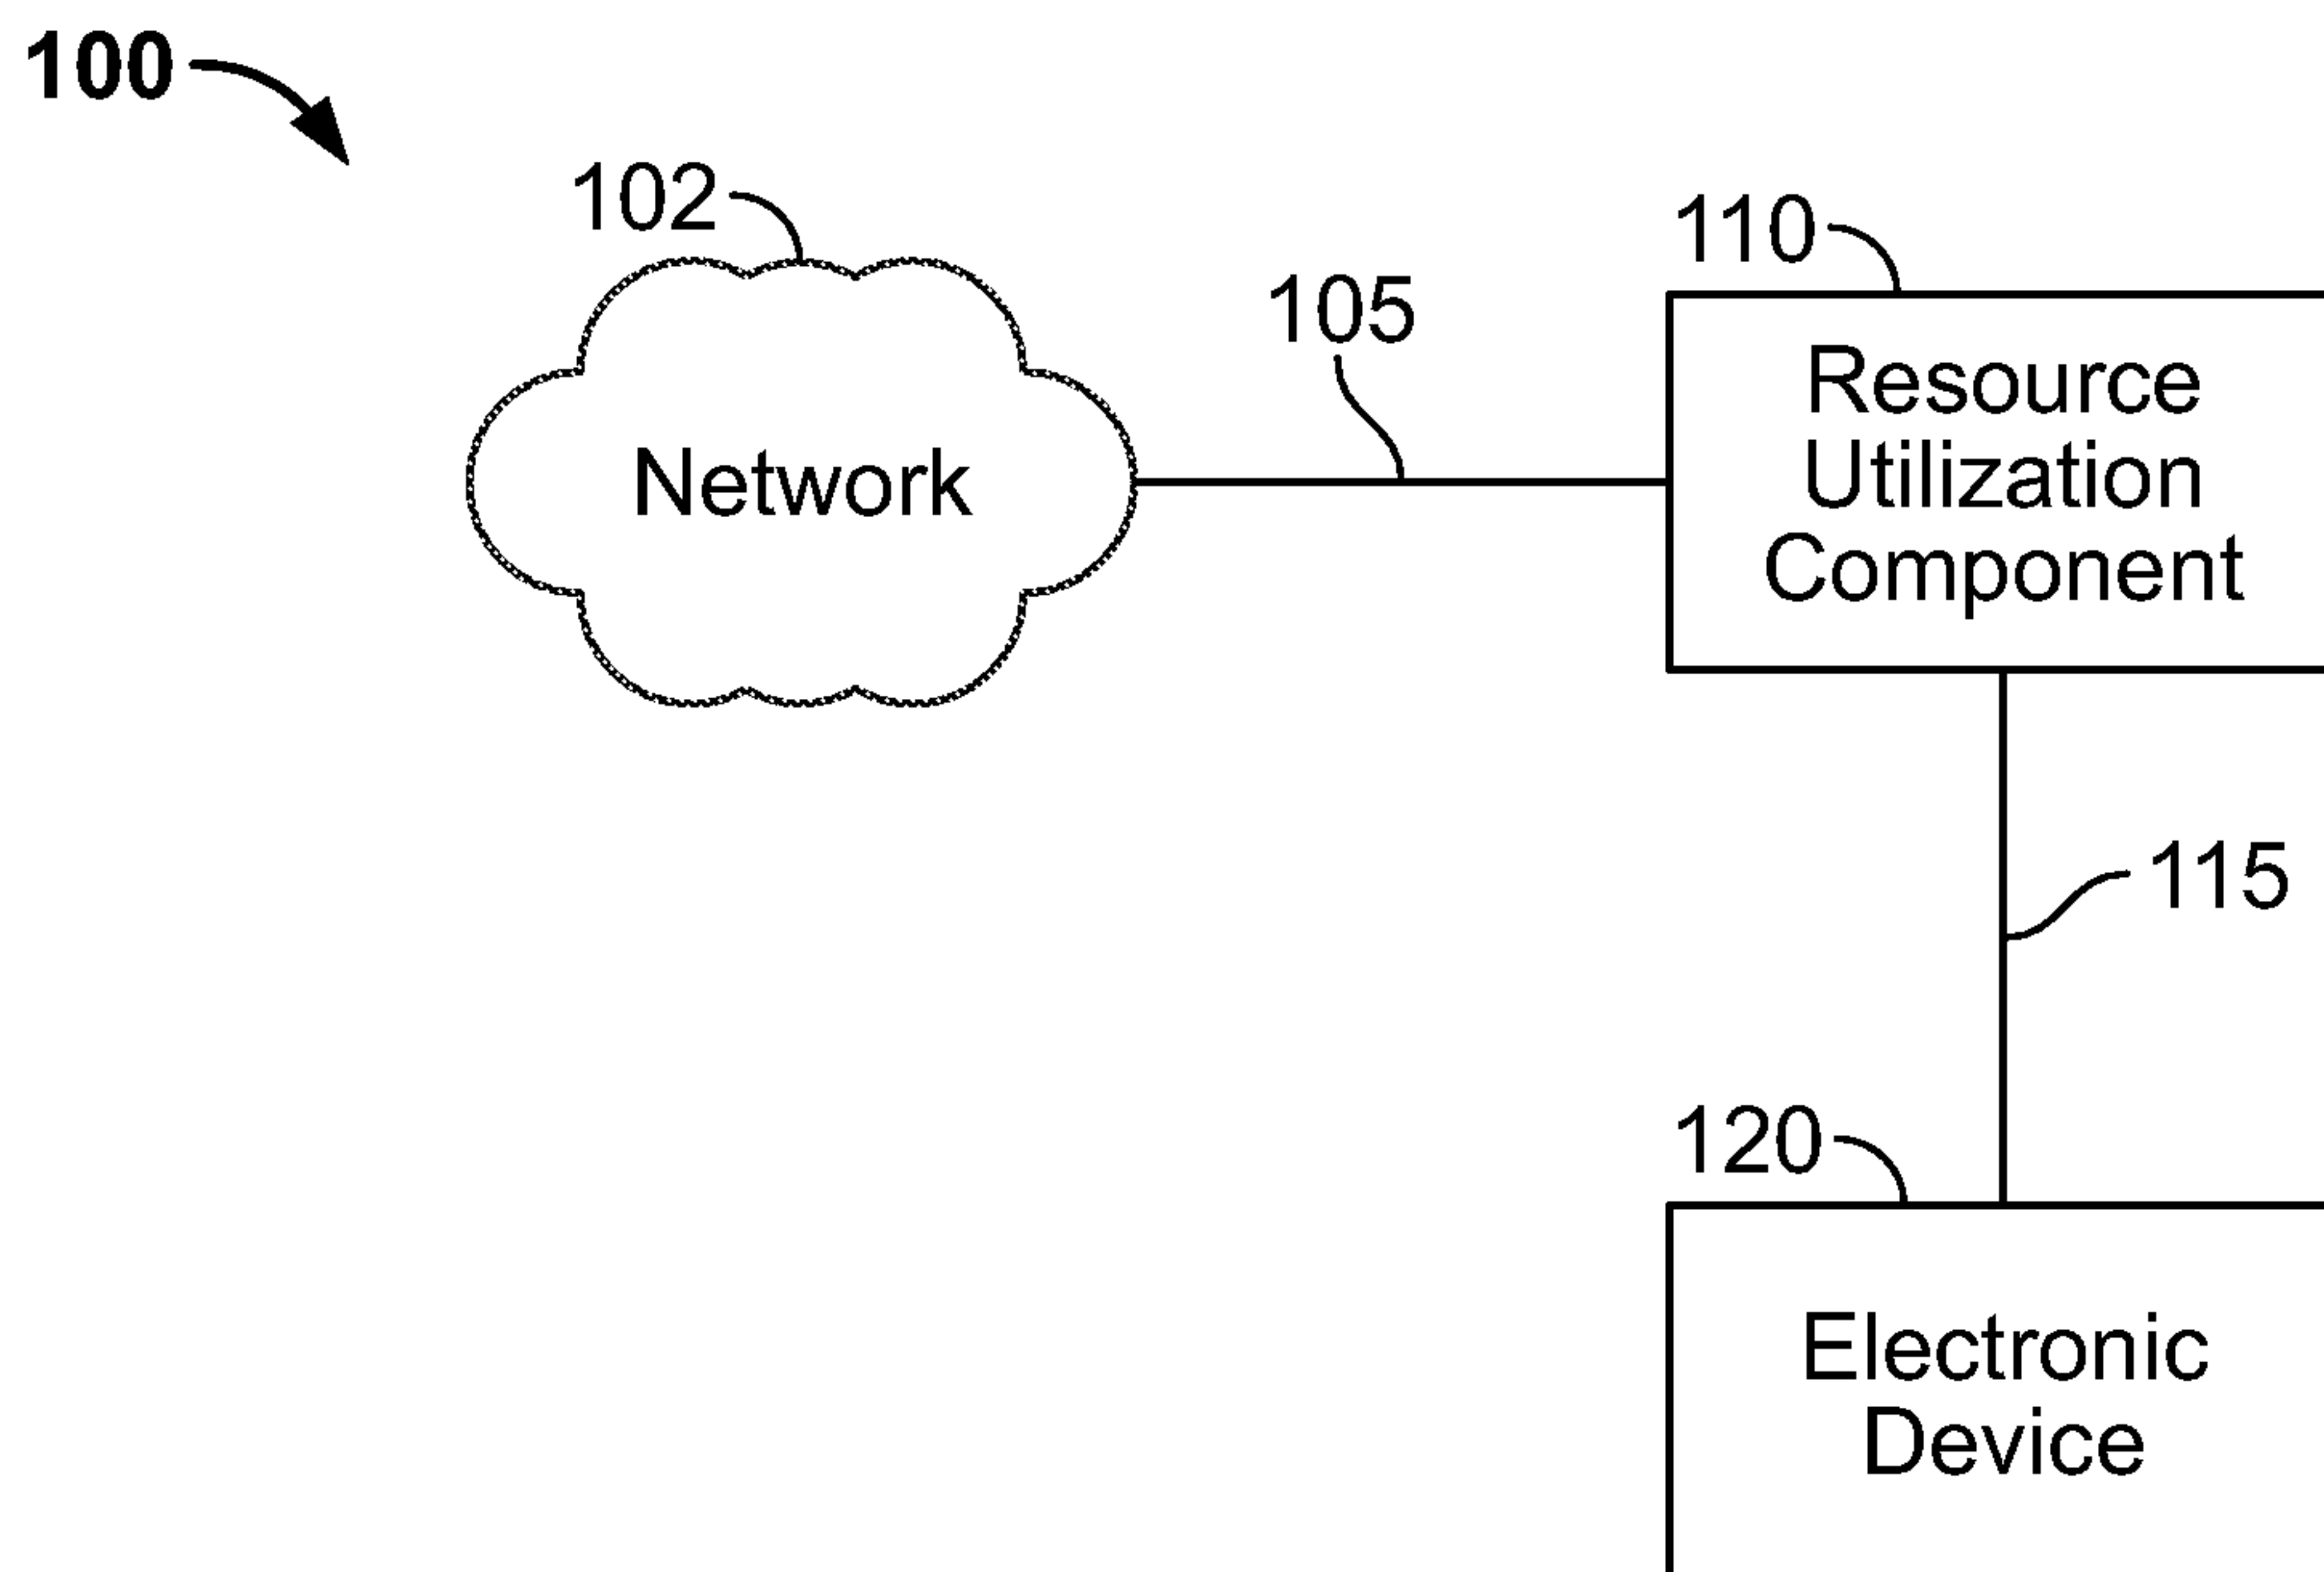 100
102
110
105
Resource
Utilization
Component
Network
115
120
Electronic
Device